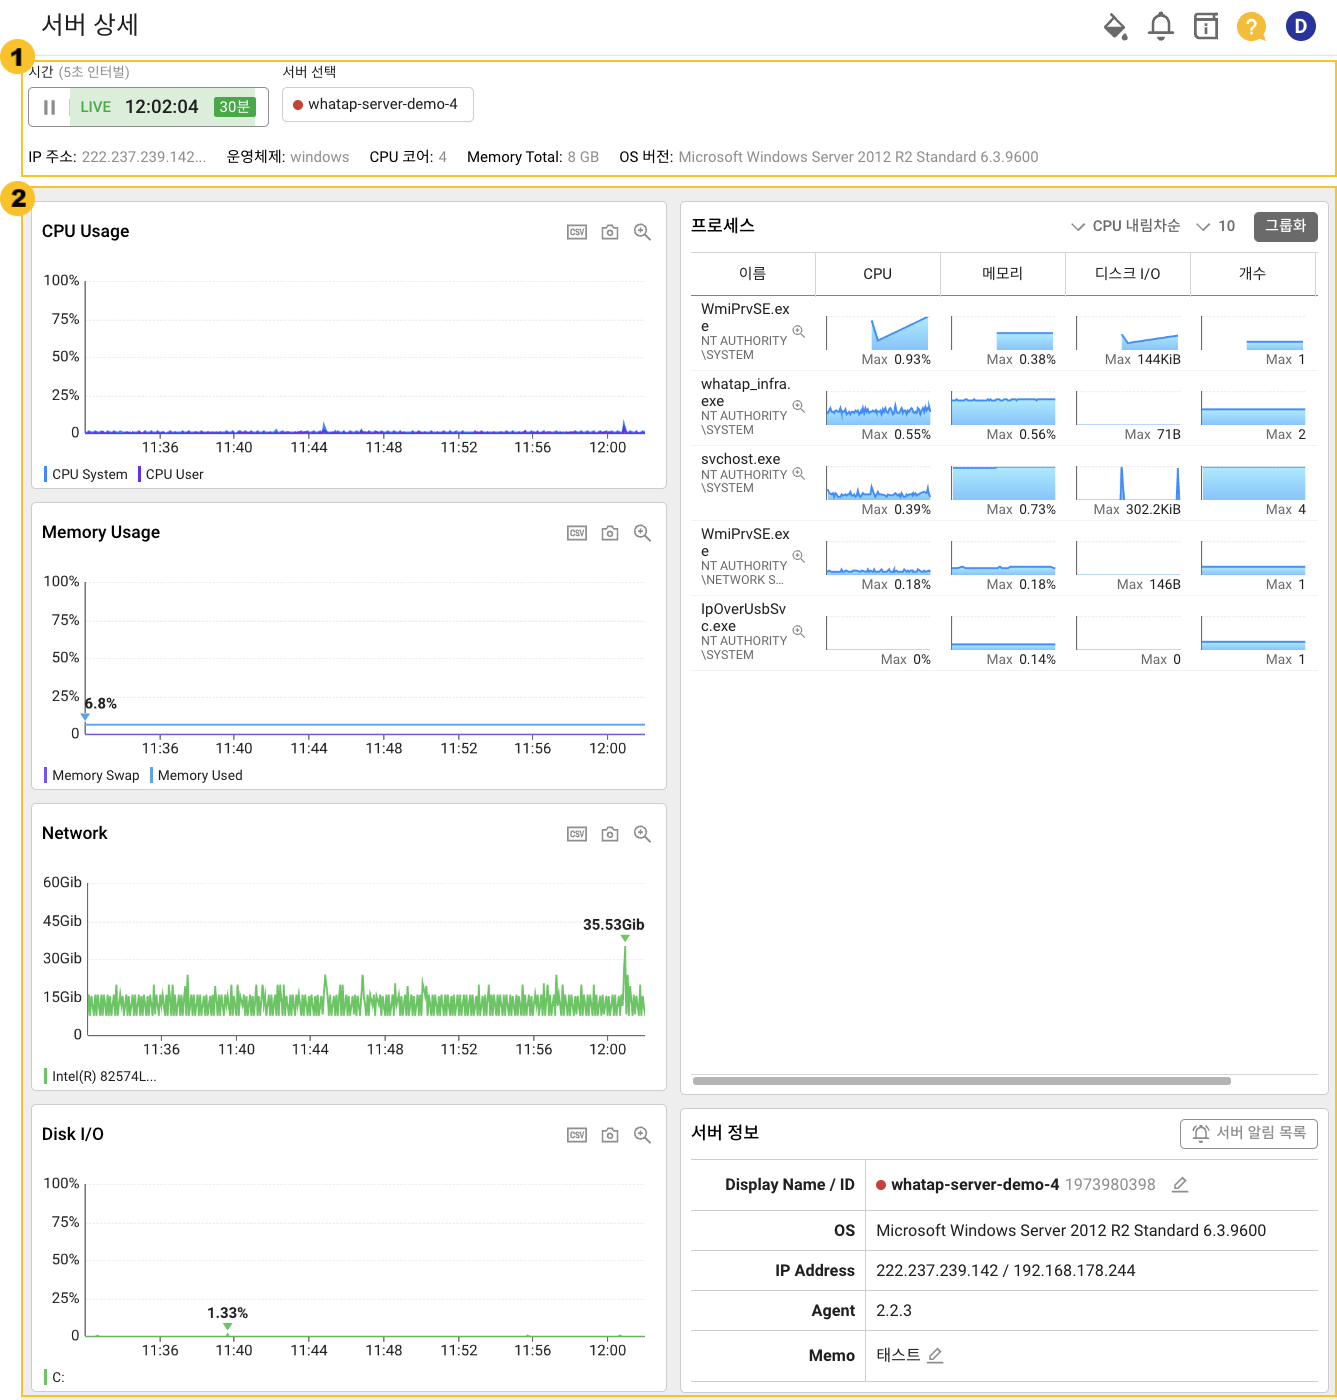 서버 상세
?
D
1
시간 (5초 인터벌)
서버 선택
LIVE 12:02:04 30분
whatap-server-demo-4
IP 주소: 222.237.239.142... 운영체제: windows CPU 코어: 4 Memory Total: 8 GB OS 버전: Microsoft Windows Server 2012 R2 Standard 6.3.9600
2
CPU Usage
CSV
100%
75%
50%
25%
0
11:36 11:40 11:44 11:48 11:52 11:56 12:00
CPU System CPU User
Memory Usage
CSV
100%
75%
50%
25%
6.8%
0
11:36 11:40 11:44 11:48 11:52 11:56 12:00
Memory Swap Memory Used
Network
CSV
60Gib
45Gib
35.53Gib
30Gib
15Gib
0
11:36 11:40 11:44 11:48 11:52 11:56 12:00
Intel(R) 82574L...
Disk I/O
CSV
100%
75%
50%
25%
1.33%
0
11:36 11:40 11:44 11:48 11:52 11:56 12:00
C:
프로세스
CPU 내림차순 10 그룹화
이름 CPU 메모리 디스크 I/O 개수
WmiPrvSE.ex
e
NT AUTHORITY
\SYSTEM
Max 0.93% Max 0.38% Max 144KiB Max 1
whatap_infra.
exe
NT AUTHORITY
\SYSTEM
Max 0.55% Max 0.56% Max 71B Max 2
svchost.exe
NT AUTHORITY
\SYSTEM
Max 0.39% Max 0.73% Max 302.2KiB Max 4
WmiPrvSE.ex
e
NT AUTHORITY
\NETWORK S...
Max 0.18% Max 0.18% Max 146B Max 1
IpOverUsbSv
c.exe
NT AUTHORITY
\SYSTEM
Max 0% Max 0.14% Max 0 Max 1
서버 정보
서버 알림 목록
Display Name / ID whatap-server-demo-4 1973980398
OS Microsoft Windows Server 2012 R2 Standard 6.3.9600
IP Address 222.237.239.142 / 192.168.178.244
Agent 2.2.3
Memo 태스트